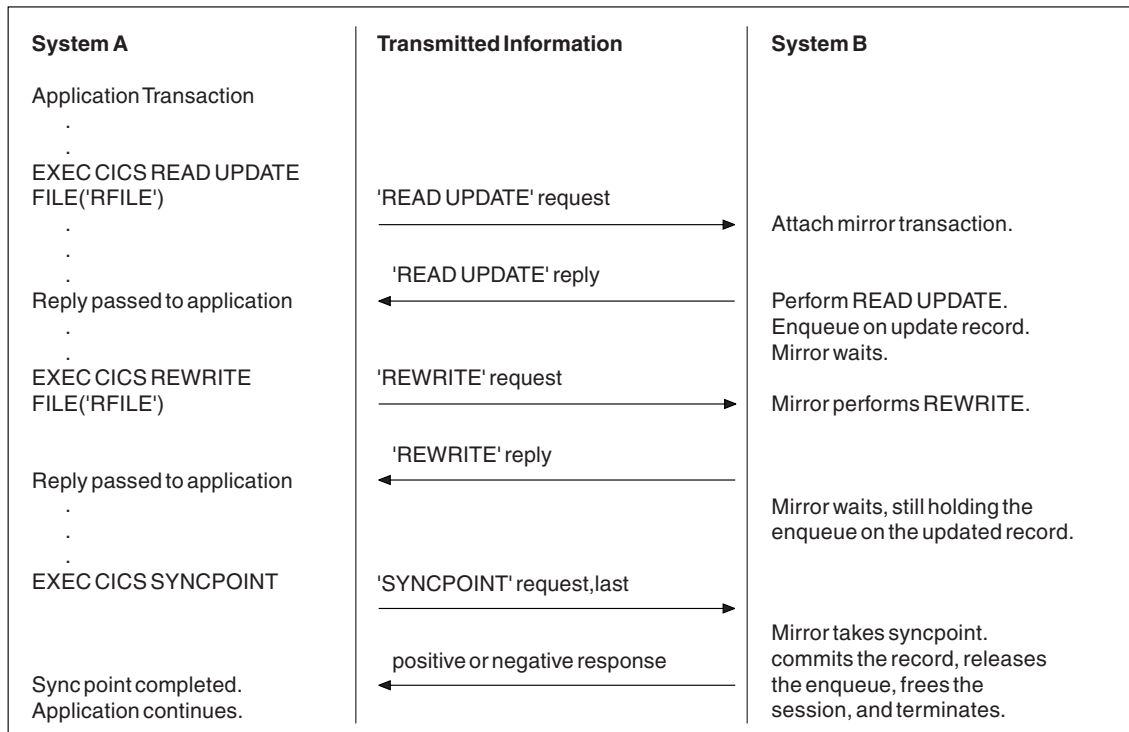 System A
Transmitted Information
System B
Application Transaction
.
.
EXEC CICS READ UPDATE
FILE('RFILE')
'READ UPDATE' request
Attach mirror transaction.
.
.
.
'READ UPDATE' reply
Reply passed to application
Perform READ UPDATE.
Enqueue on update record.
Mirror waits.
.
.
EXEC CICS REWRITE
FILE('RFILE')
'REWRITE' request
Mirror performs REWRITE.
'REWRITE' reply
Reply passed to application
Mirror waits, still holding the
enqueue on the updated record.
.
.
.
EXEC CICS SYNCPOINT
'SYNCPOINT' request,last
Mirror takes syncpoint.
commits the record, releases
the enqueue, frees the
session, and terminates.
positive or negative response
Sync point completed.
Application continues.